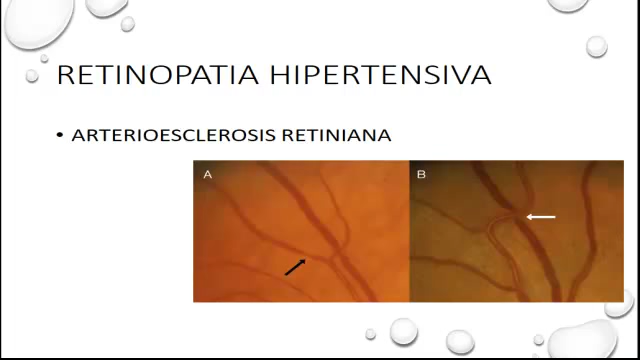 RETINOPATIA HIPERTENSIVA
• ARTERIOESCLEROSIS RETINIANA
A
B